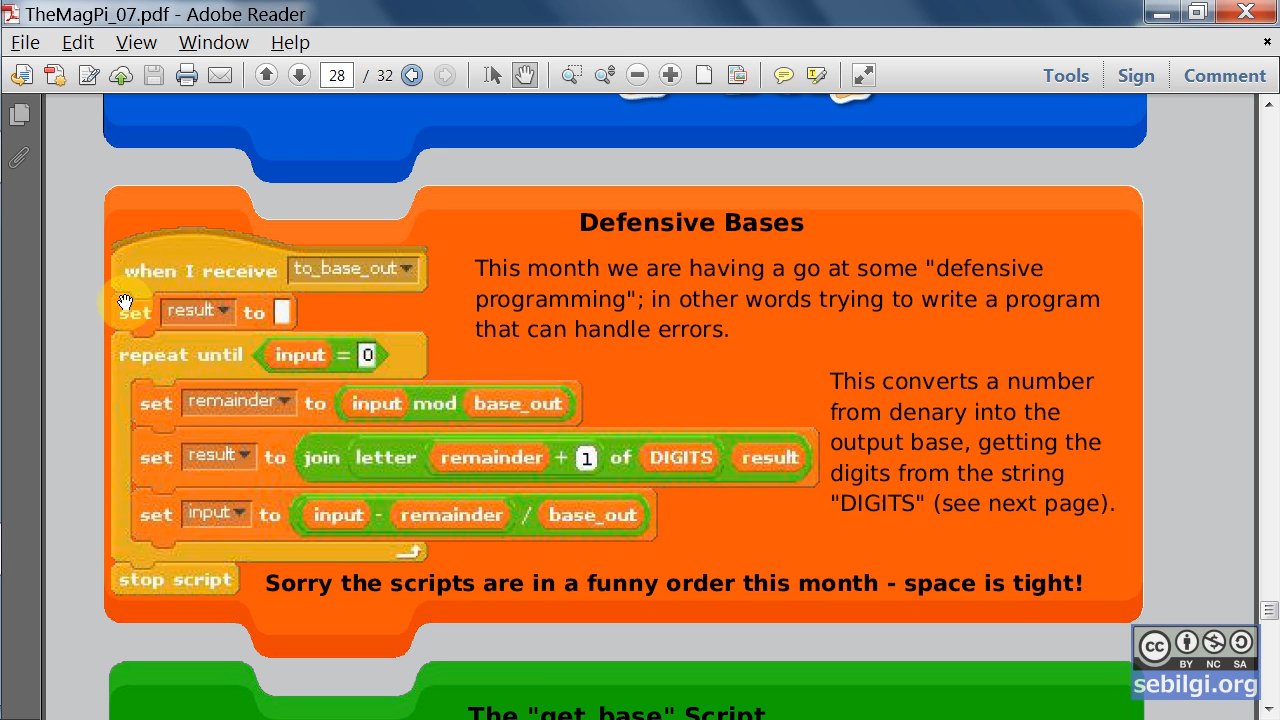 TheMagPi_07.pdf - Adobe Reader
File Edit View Window Help
28 / 32
Tools Sign Comment
Defensive Bases
when I receive to_base_out
This month we are having a go at some "defensive
programming"; in other words trying to write a program
that can handle errors.
set result to
repeat until input = 0
set remainder to input mod base_out
set result to join letter remainder + 1 of DIGITS result
set input to input - remainder / base_out
This converts a number
from denary into the
output base, getting the
digits from the string
"DIGITS" (see next page).
stop script
Sorry the scripts are in a funny order this month - space is tight!
The "get_base" Script
cc
BY NC SA
sebilgi.org